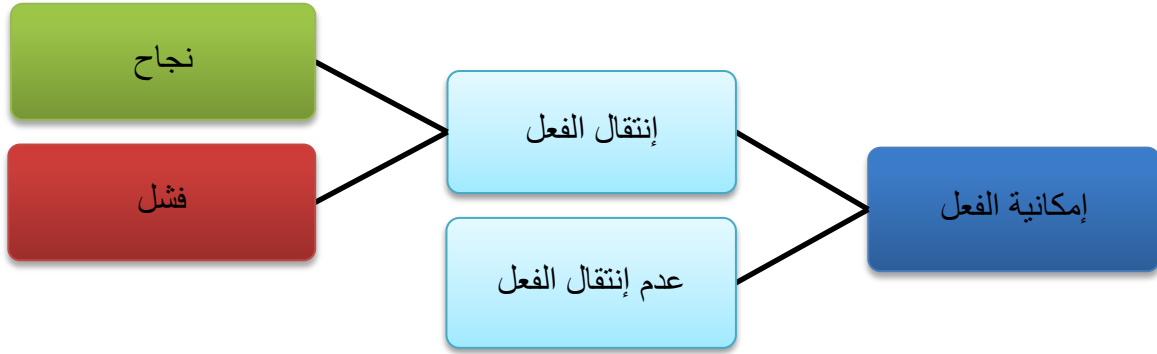 إمكانية الفعل
إنتقال الفعل
عدم إنتقال الفعل
نجاح
فشل